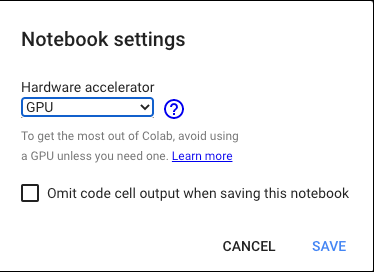 Notebook settings
Hardware accelerator
GPU
?
To get the most out of Colab, avoid using
a GPU unless you need one. Learn more
Omit code cell output when saving this notebook
CANCEL SAVE